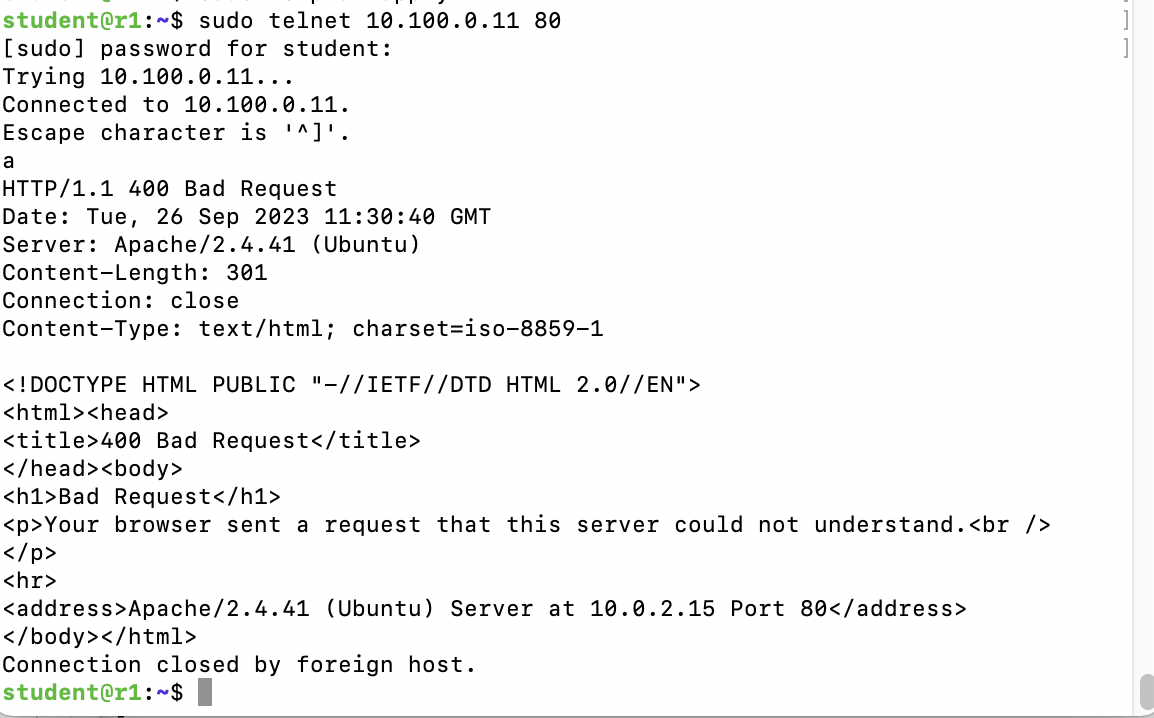 student@r1:~$ sudo telnet 10.100.0.11 80
[sudo] password for student:
Trying 10.100.0.11...
Connected to 10.100.0.11.
Escape character is '^]'.
a
HTTP/1.1 400 Bad Request
Date: Tue, 26 Sep 2023 11:30:40 GMT
Server: Apache/2.4.41 (Ubuntu)
Content-Length: 301
Connection: close
Content-Type: text/html; charset=iso-8859-1

<!DOCTYPE HTML PUBLIC "-//IETF//DTD HTML 2.0//EN">
<html><head>
<title>400 Bad Request</title>
</head><body>
<h1>Bad Request</h1>
<p>Your browser sent a request that this server could not understand.<br />
</p>
<hr>
<address>Apache/2.4.41 (Ubuntu) Server at 10.0.2.15 Port 80</address>
</body></html>
Connection closed by foreign host.
student@r1:~$